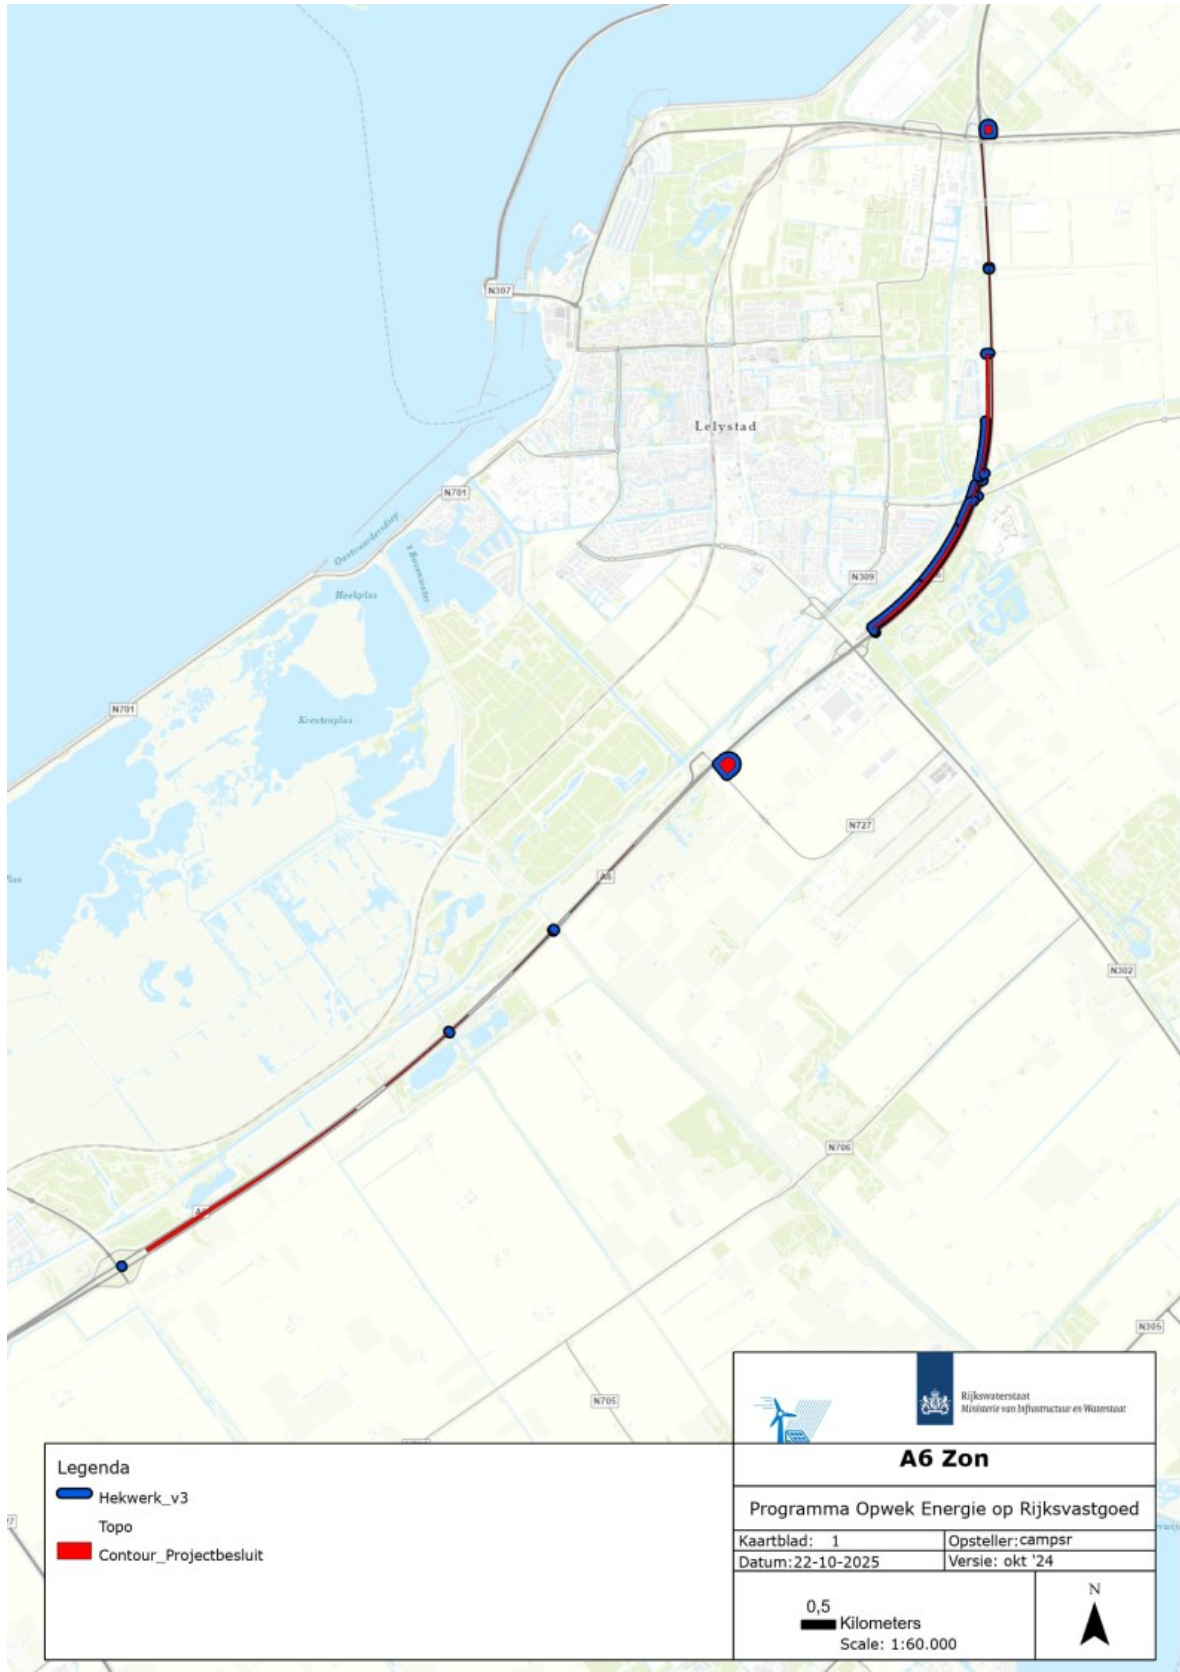 N307
Lelystad
N701
Oostvaardersdiep
't Bovenwater
N309
Hoekplas
N701
Krentenplas
N727
A6
N302
N706
A6
N305
N705
Rijkswaterstaat
Ministerie van Infrastructuur en Waterstaat
A6 Zon
Programma Opwek Energie op Rijksvastgoed
Kaartblad: 1
Opsteller:campsr
Datum:22-10-2025
Versie: okt '24
0,5
Kilometers
Scale: 1:60.000
N
Legenda
Hekwerk_v3
Topo
Contour_Projectbesluit